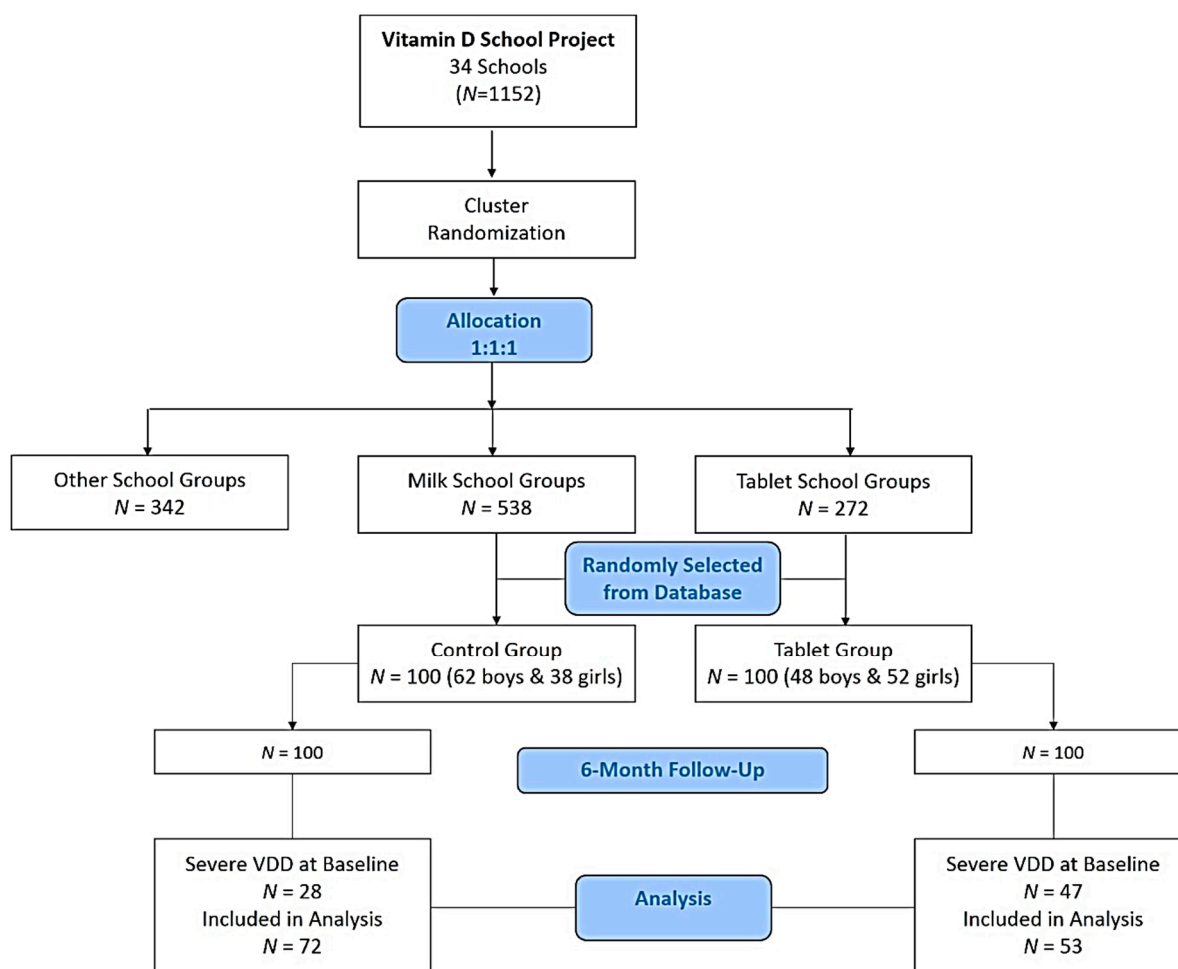 Vitamin D School Project
34 Schools
(N=1152)
Cluster
Randomization
Allocation
1:1:1
Other School Groups
N = 342
Milk School Groups
N = 538
Tablet School Groups
N = 272
Randomly Selected
from Database
Control Group
N = 100 (62 boys & 38 girls)
Tablet Group
N = 100 (48 boys & 52 girls)
N = 100
6-Month Follow-Up
N = 100
Severe VDD at Baseline
N = 28
Included in Analysis
N = 72
Analysis
Severe VDD at Baseline
N = 47
Included in Analysis
N = 53